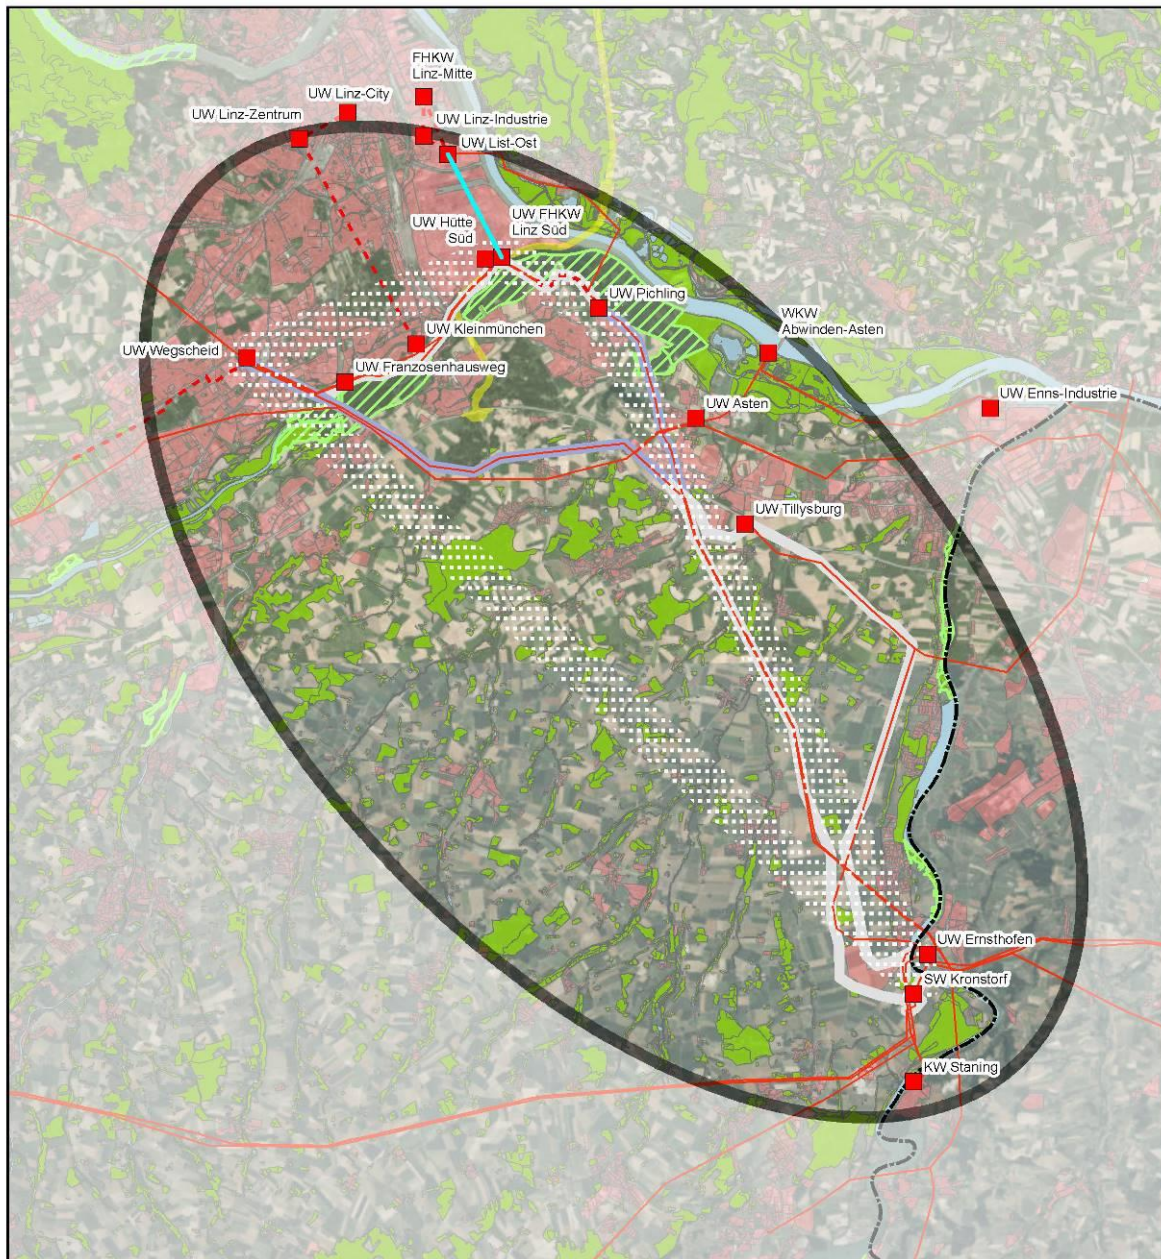 FHKW
Linz-Mitte
UW Linz-City
UW Linz-Zentrum
UW Linz-Industrie
UW List-Ost
UW Hütte
Süd
UW FHKW
Linz Süd
UW Pichling
WKW
Abwinden-Asten
UW Kleinmünchen
UW Wegscheid
UW Franzosenhausweg
UW Enns-Industrie
UW Asten
UW Tillysburg
UW Ernsthofen
SW Kronstorf
KW Staning